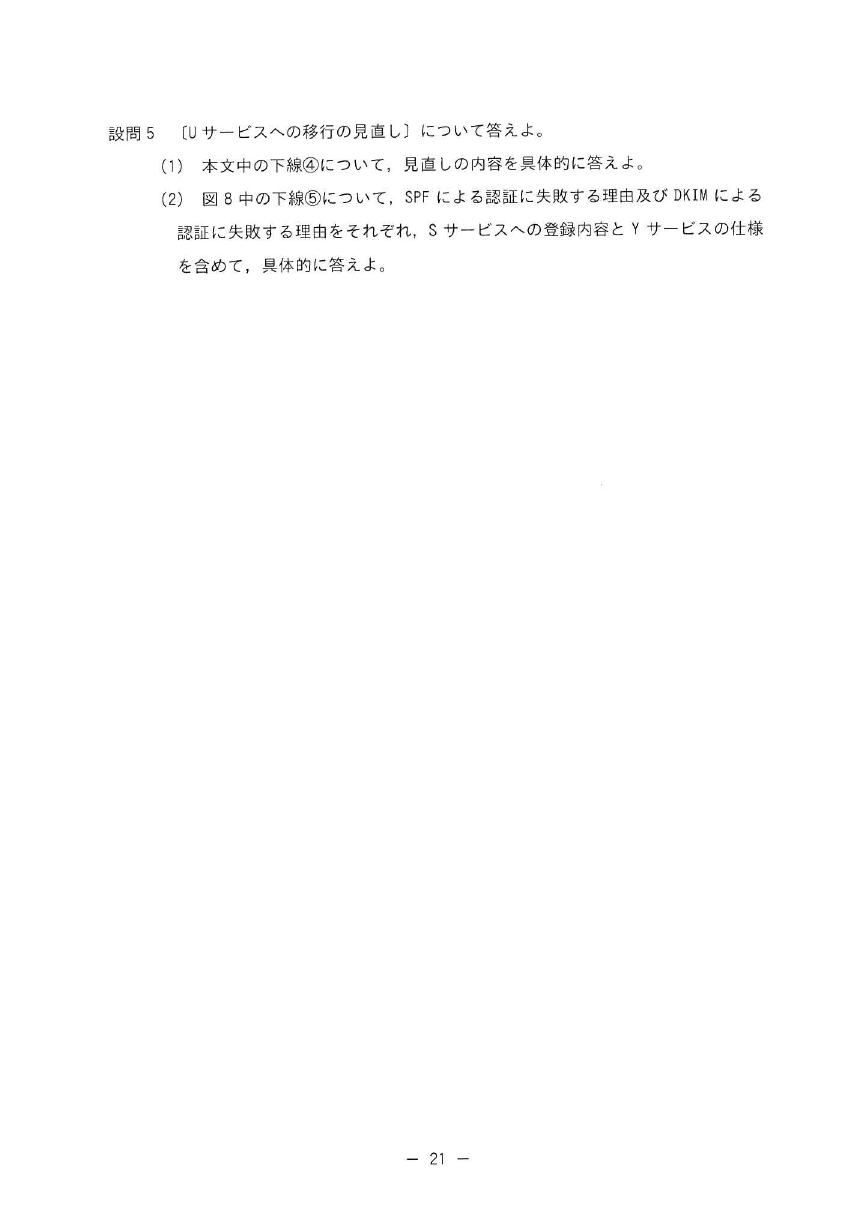 設問5　〔Uサービスへの移行の見直し〕について答えよ。
(1)　本文中の下線④について，見直しの内容を具体的に答えよ。
(2)　図8中の下線⑤について，SPFによる認証に失敗する理由及びDKIMによる
認証に失敗する理由をそれぞれ，Sサービスへの登録内容とYサービスの仕様
を含めて，具体的に答えよ。
― 21 ―